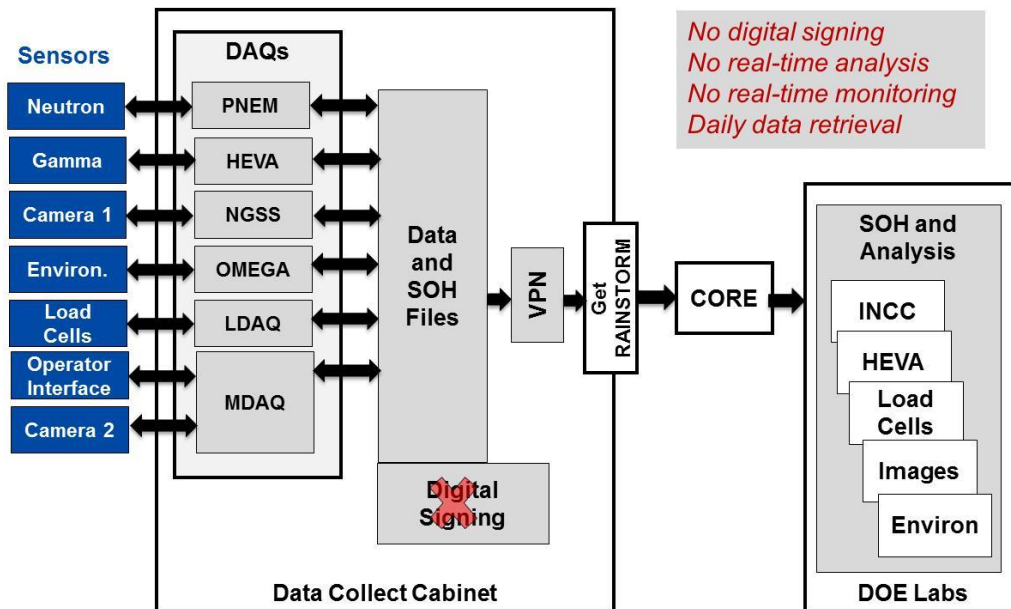 Sensors
Neutron
Gamma
Camera 1
Environ.
Load
Cells
Operator
Interface
Camera 2
DAQs
PNEM
HEVA
NGSS
OMEGA
LDAQ
MDAQ
Data
and
SOH
Files
Digital
Signing
VPN
Get
RAINSTORM
Data Collect Cabinet
CORE
No digital signing
No real-time analysis
No real-time monitoring
Daily data retrieval
SOH and
Analysis
INCC
HEVA
Load
Cells
Images
Environ
DOE Labs